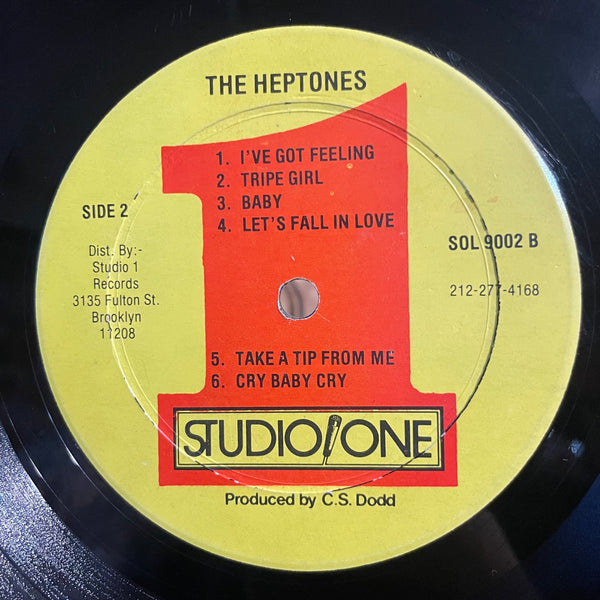 THE HEPTONES
1. I'VE GOT FEELING
2. TRIPE GIRL
3. BABY
4. LET'S FALL IN LOVE
SIDE 2
Dist. By:-
Studio 1
Records
3135 Fulton St.
Brooklyn
11208
SOL 9002 B
212-277-4168
5. TAKE A TIP FROM ME
6. CRY BABY CRY
STUDIO ONE
Produced by C.S. Dodd